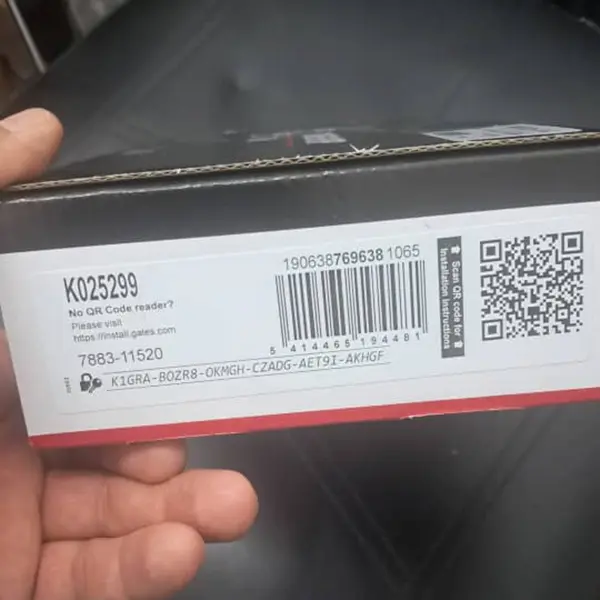 K025299
No QR Code reader?
Please visit
https://install.gates.com
7883-11520
K1GRA-BOZR8-OKMGH-CZADG-AET9I-AKHGF
190638769638 1065
5 414465 194481
Scan QR code for
Installation Instructions